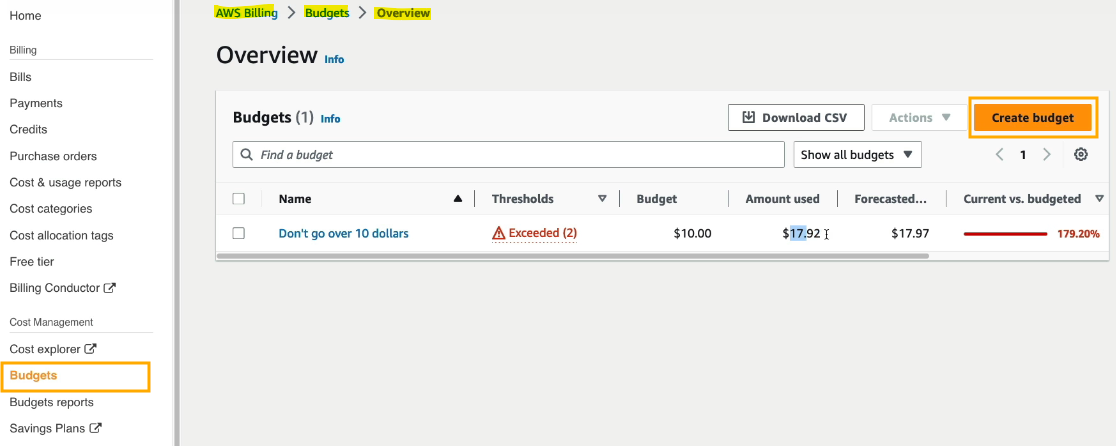 Home
Billing
Bills
Payments
Credits
Purchase orders
Cost & usage reports
Cost categories
Cost allocation tags
Free tier
Billing Conductor
Cost Management
Cost explorer
Budgets
Budgets reports
Savings Plans
AWS Billing > Budgets > Overview
Overview Info
Budgets (1) Info
Download CSV
Actions
Create budget
Find a budget
Show all budgets
1
Name Thresholds Budget Amount used Forecasted... Current vs. budgeted
Don't go over 10 dollars Exceeded (2) $10.00 $17.92 $17.97 179.20%